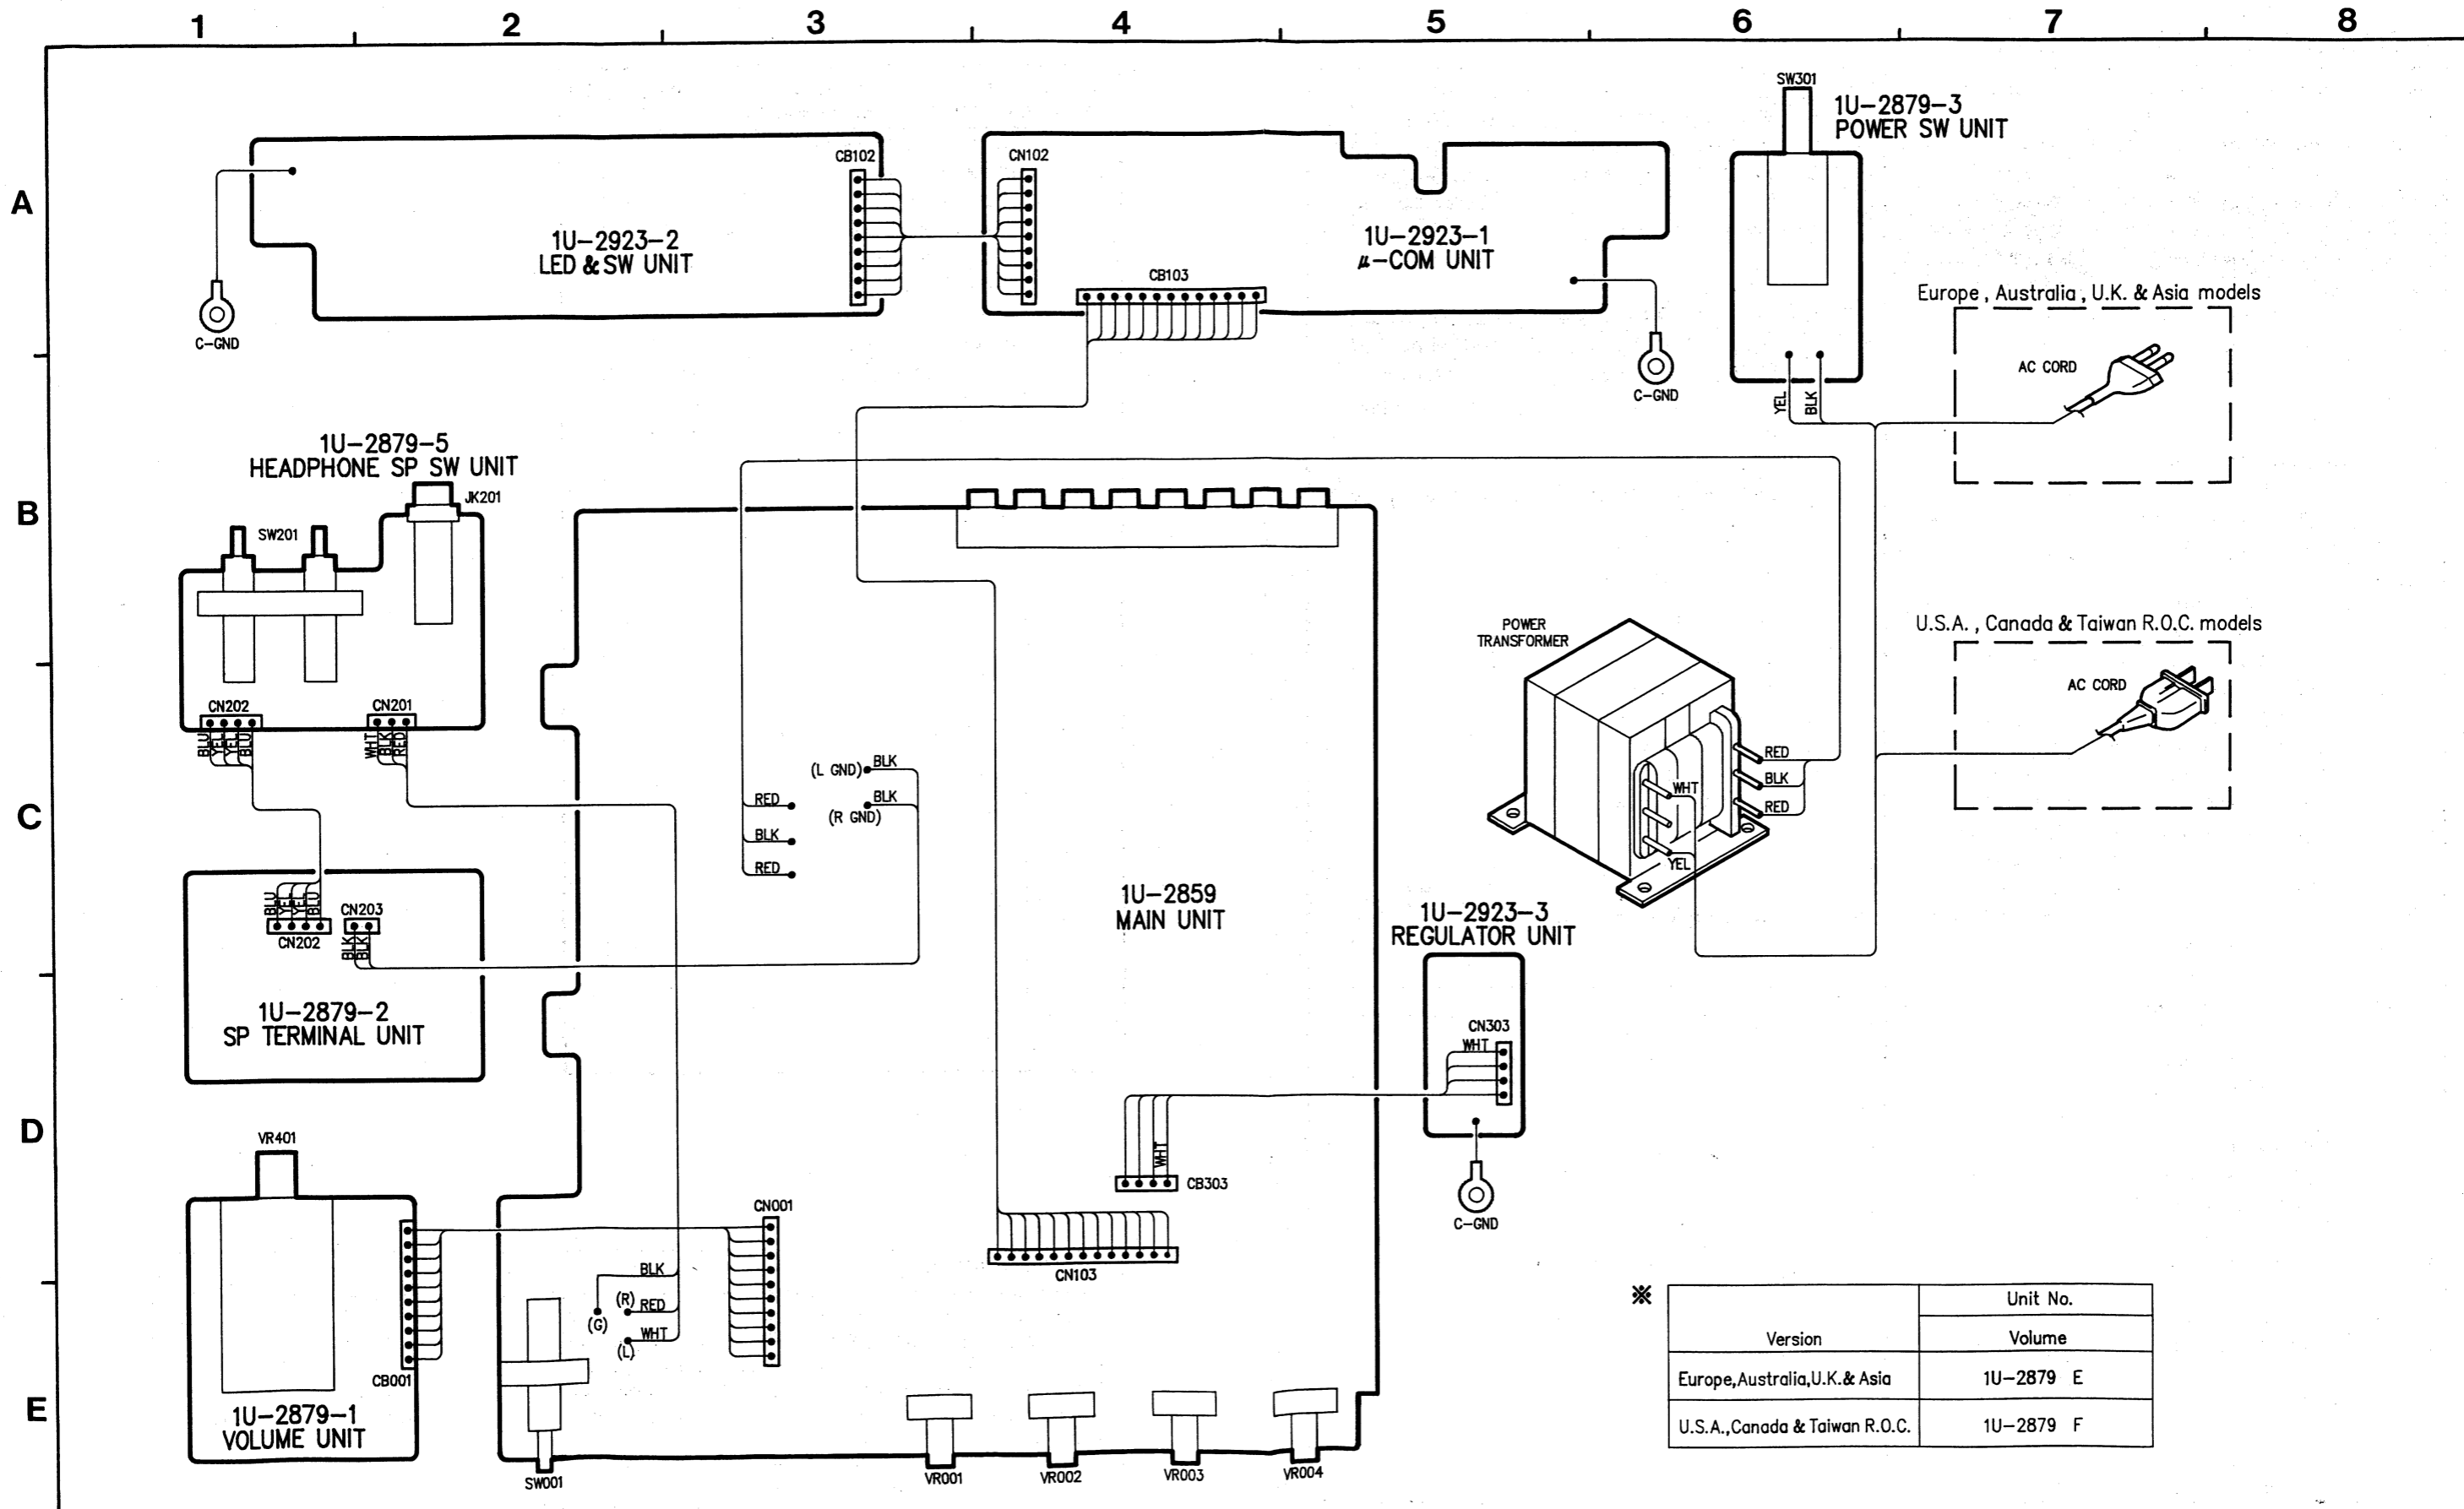 1 2 3 4 5 6 7 8
A
B
C
D
E
SW301
1U-2879-3
POWER SW UNIT
CB102
CN102
1U-2923-2
LED & SW UNIT
1U-2923-1
μ-COM UNIT
CB103
C-GND
C-GND
YEL
BLK
Europe, Australia, U.K. & Asia models
AC CORD
1U-2879-5
HEADPHONE SP SW UNIT
JK201
SW201
CN202
CN201
BLU
YEL
YEL
BLU
WHT
BLK
RED
POWER
TRANSFORMER
U.S.A., Canada & Taiwan R.O.C. models
AC CORD
RED
BLK
RED
WHT
YEL
(L GND) BLK
BLK
(R GND)
RED
BLK
RED
BLU
YEL
YEL
BLU
CN202
CN203
BLK
BLK
1U-2879-2
SP TERMINAL UNIT
1U-2859
MAIN UNIT
1U-2923-3
REGULATOR UNIT
CN303
WHT
WHT
CB303
C-GND
VR401
CN001
CN103
BLK
(R) RED
(G)
WHT
(L)
CB001
1U-2879-1
VOLUME UNIT
SW001
VR001
VR002
VR003
VR004
※
Unit No.
Version Volume
Europe,Australia,U.K.& Asia 1U-2879 E
U.S.A.,Canada & Taiwan R.O.C. 1U-2879 F